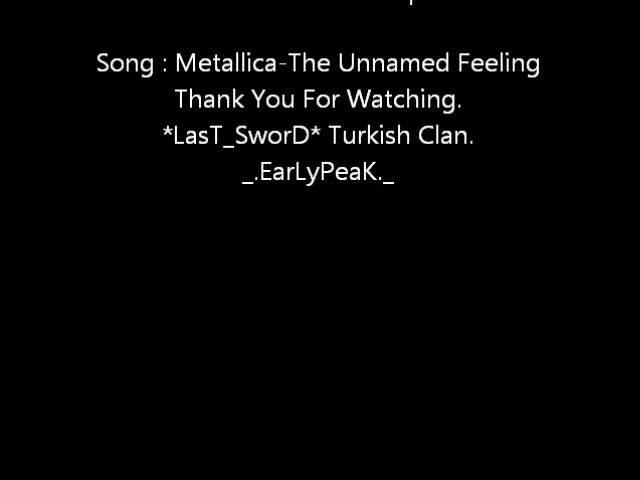 Song : Metallica-The Unnamed Feeling
Thank You For Watching.
*LasT_SworD* Turkish Clan.
_.EarLyPeaK._